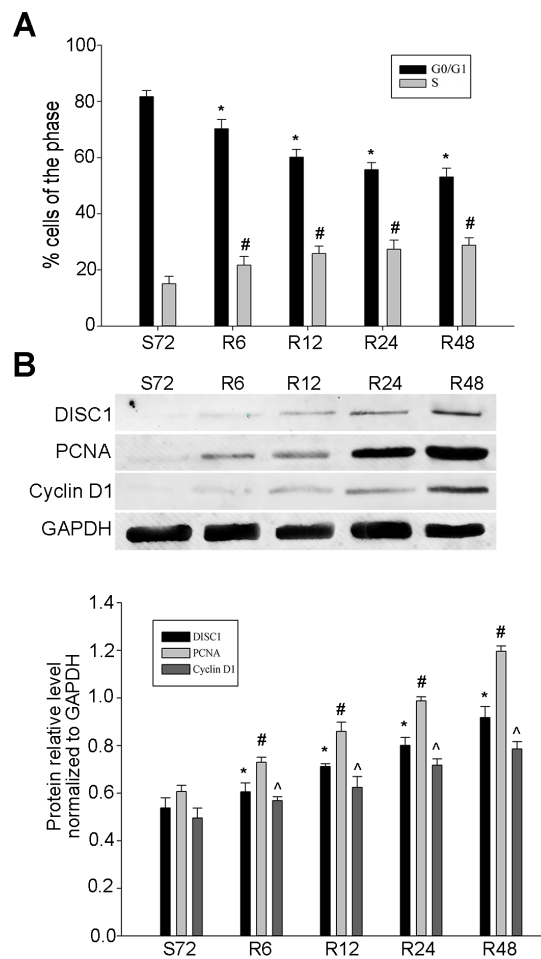 A
100
80
60
40
20
0
% cells of the phase
G0/G1
S
* * * *
# # # #
S72 R6 R12 R24 R48
B
S72 R6 R12 R24 R48
DISC1
PCNA
Cyclin D1
GAPDH
1.4
1.2
1.0
0.8
0.6
0.4
0.2
0.0
Protein relative level
normalized to GAPDH
DISC1
PCNA
Cyclin D1
* # ^ * # ^ * # ^ * # ^
S72 R6 R12 R24 R48